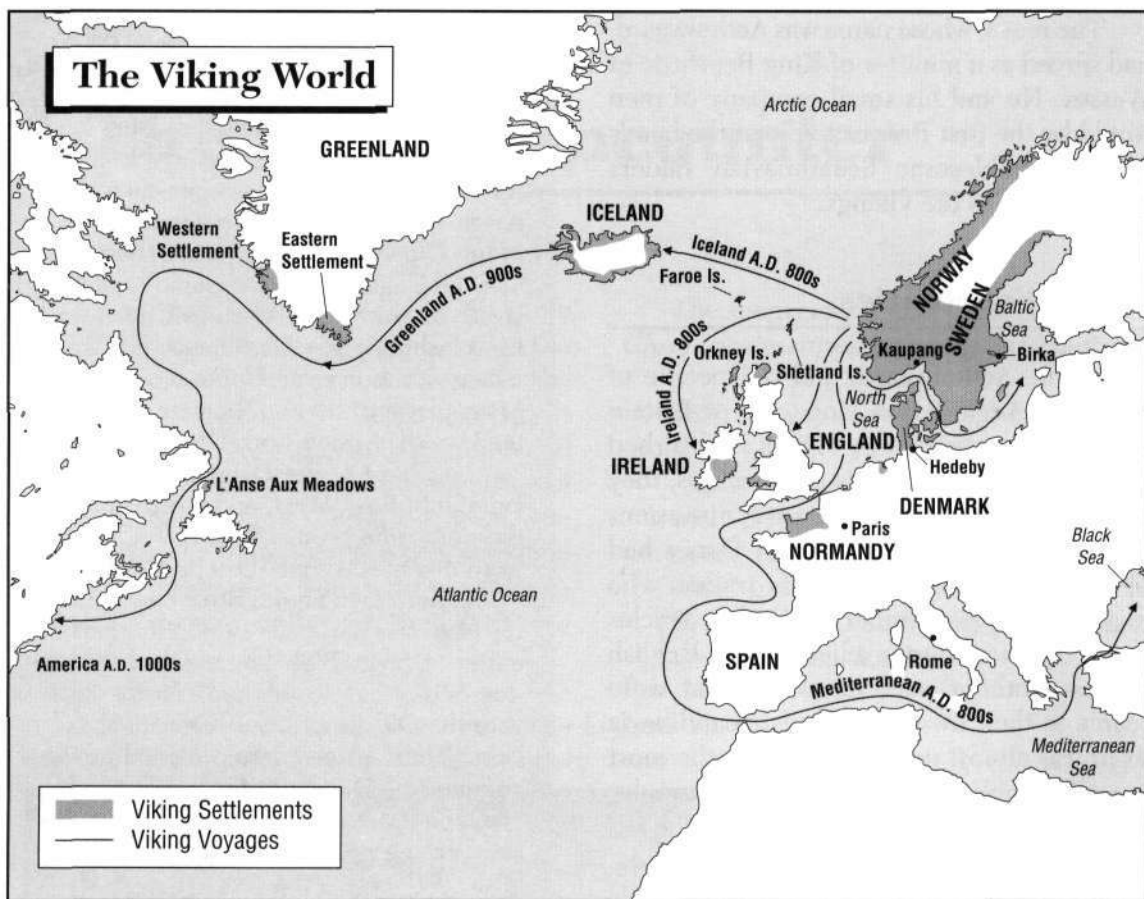 The Viking World
Arctic Ocean
GREENLAND
ICELAND
Western
Settlement
Eastern
Settlement
Iceland A.D. 800s
Faroe Is.
NORWAY
SWEDEN
Baltic
Sea
Greenland A.D. 900s
Ireland A.D. 800s
Orkney Is.
Shetland Is.
Kaupang
Birka
North
Sea
ENGLAND
IRELAND
Hedeby
L'Anse Aux Meadows
DENMARK
Paris
NORMANDY
Black
Sea
Atlantic Ocean
America A.D. 1000s
SPAIN
Rome
Mediterranean A.D. 800s
Mediterranean
Sea
Viking Settlements
Viking Voyages